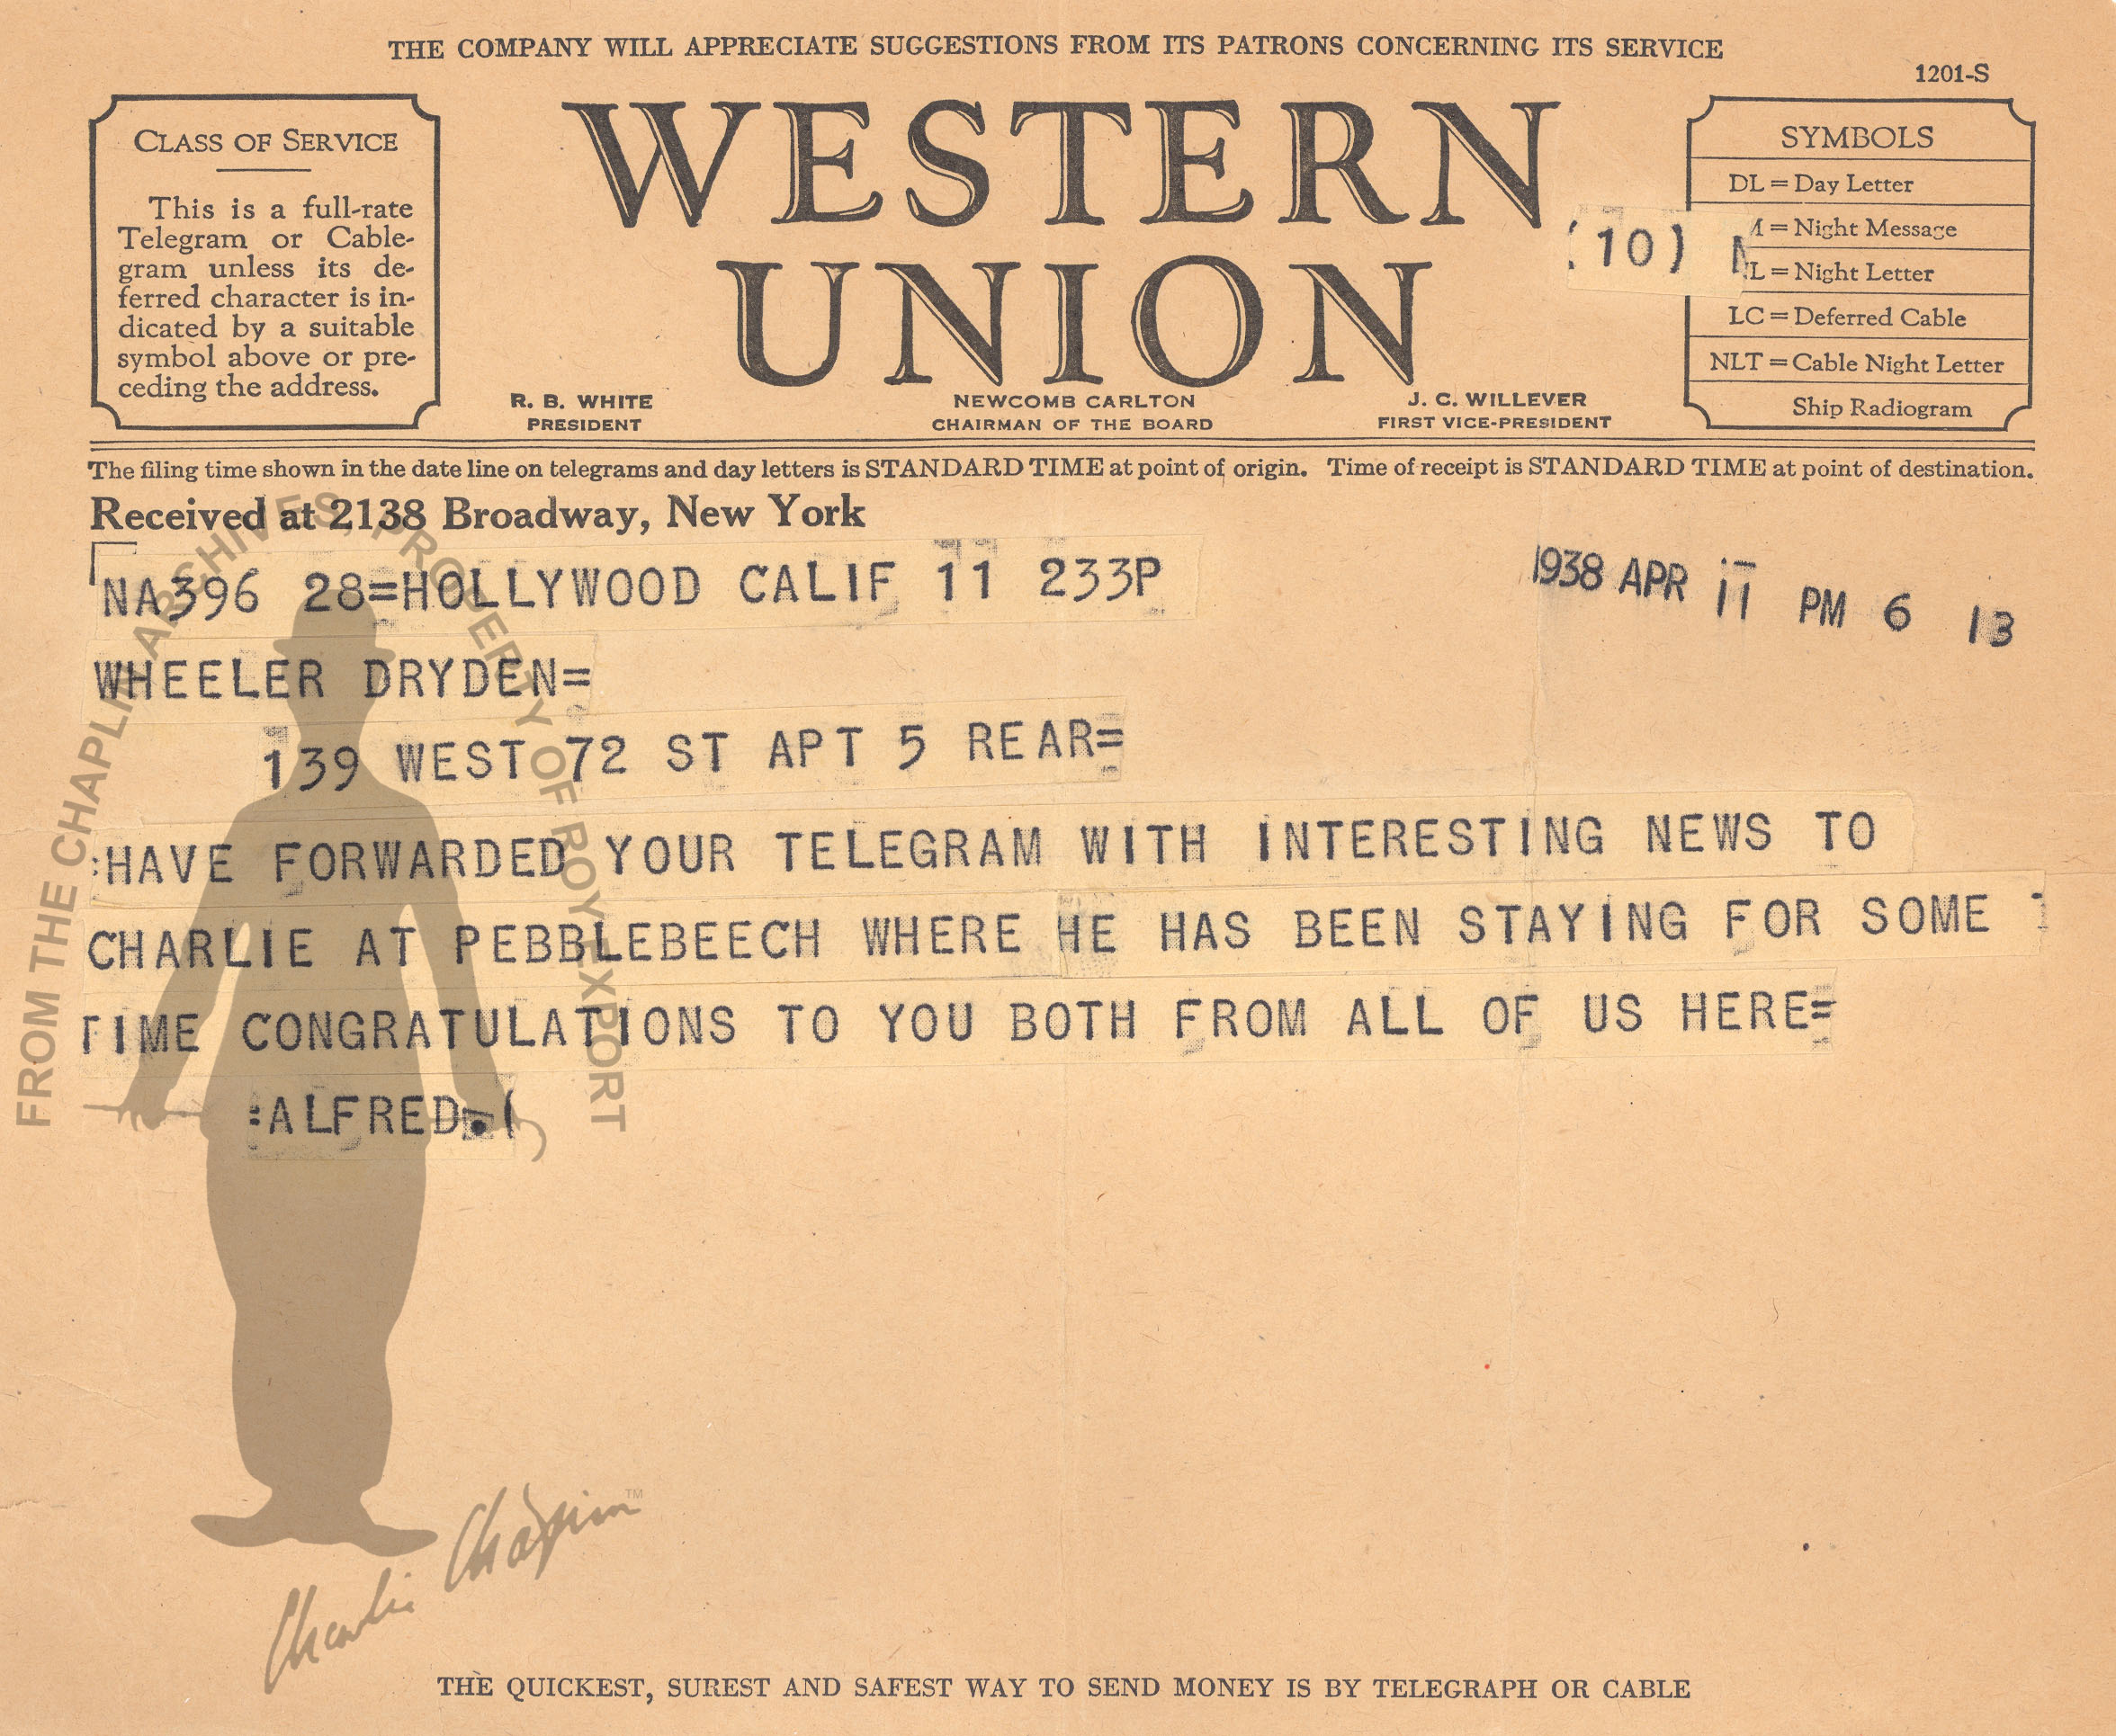 THE COMPANY WILL APPRECIATE SUGGESTIONS FROM ITS PATRONS CONCERNING ITS SERVICE
1201-S
CLASS OF SERVICE
This is a full-rate
Telegram or Cable-
gram unless its de-
ferred character is in-
dicated by a suitable
symbol above or pre-
ceding the address.
WESTERN
UNION
(10)
R. B. WHITE
PRESIDENT
NEWCOMB CARLTON
CHAIRMAN OF THE BOARD
J. C. WILLEVER
FIRST VICE-PRESIDENT
SYMBOLS
DL = Day Letter
M = Night Message
NL = Night Letter
LC = Deferred Cable
NLT = Cable Night Letter
Ship Radiogram
The filing time shown in the date line on telegrams and day letters is STANDARD TIME at point of origin. Time of receipt is STANDARD TIME at point of destination.
Received at 2138 Broadway, New York
1938 APR 11 PM 6 13
NA396 28=HOLLYWOOD CALIF 11 233P
WHEELER DRYDEN=
139 WEST 72 ST APT 5 REAR=
:HAVE FORWARDED YOUR TELEGRAM WITH INTERESTING NEWS TO
CHARLIE AT PEBBLEBEECH WHERE HE HAS BEEN STAYING FOR SOME
TIME CONGRATULATIONS TO YOU BOTH FROM ALL OF US HERE=
:ALFRED.(
FROM THE CHAPLIN ARCHIVES, PROPERTY OF ROY EXPORT
Charlie Chaplin™
THE QUICKEST, SUREST AND SAFEST WAY TO SEND MONEY IS BY TELEGRAPH OR CABLE